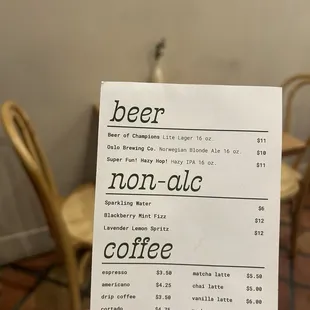 beer
Beer of Champions Lite Lager 16 oz. $11
Oslo Brewing Co. Norwegian Blonde Ale 16 oz. $10
Super Fun! Hazy Hop! Hazy IPA 16 oz. $11
non-alc
Sparkling Water $6
Blackberry Mint Fizz $12
Lavender Lemon Spritz $12
coffee
espresso $3.50 matcha latte $5.50
americano $4.25 chai latte $5.00
drip coffee $3.50 vanilla latte $6.00
cortado